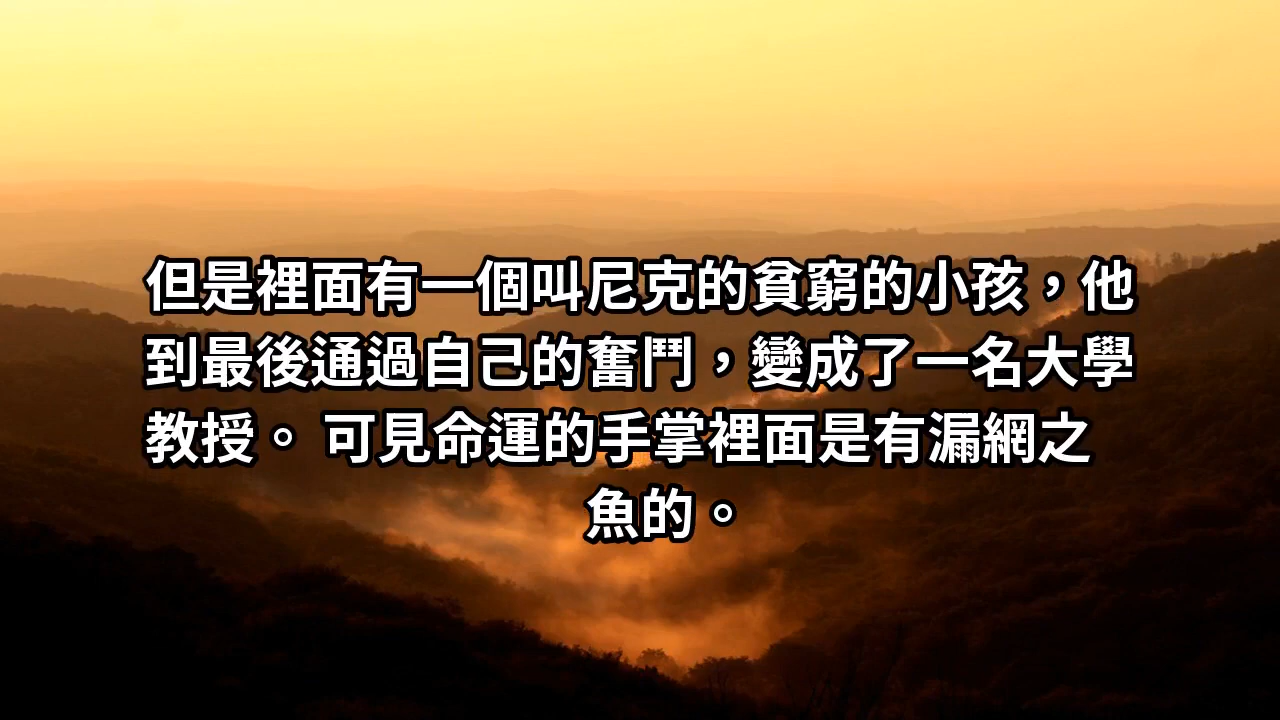 但是裡面有一個叫尼克的貧窮的小孩，他
到最後通過自己的奮鬥，變成了一名大學
教授。 可見命運的手掌裡面是有漏網之
魚的。